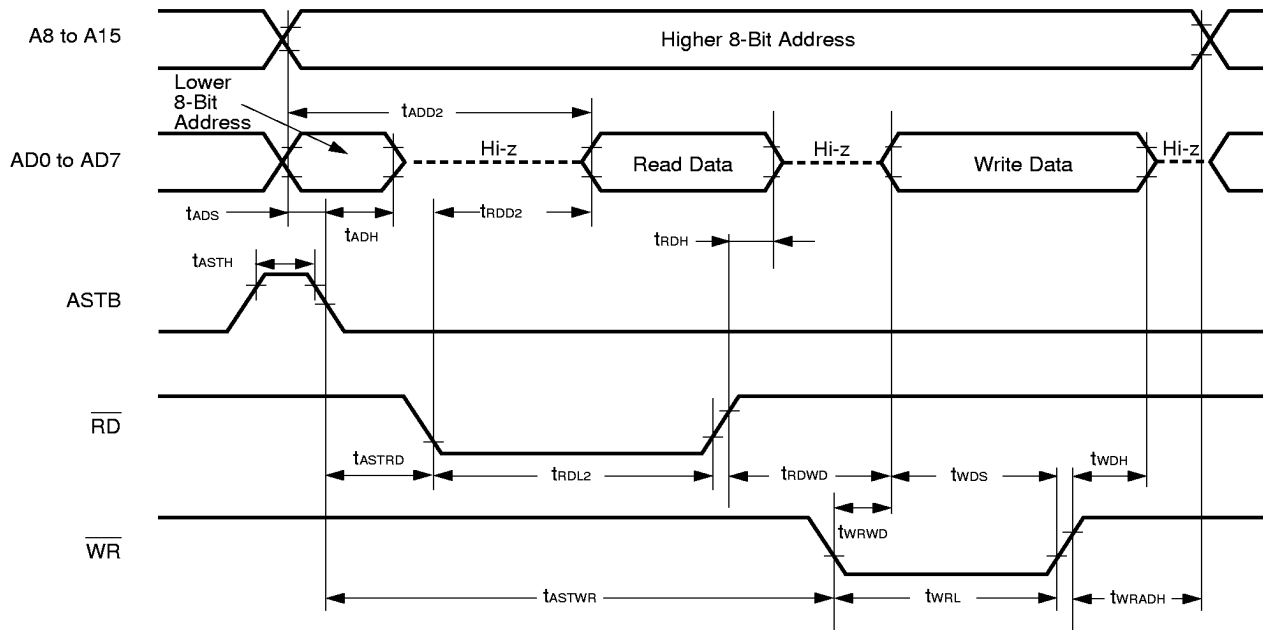 A8 to A15
Higher 8-Bit Address
Lower
8-Bit
Address
tADD2
AD0 to AD7
Hi-z
Read Data
Hi-z
Write Data
Hi-z
tADS
tADH
tRDD2
tRDH
tASTH
ASTB
RD
tASTRD
tRDL2
tRDWD
tWDS
tWDH
tWRWD
WR
tASTWR
tWRL
tWRADH